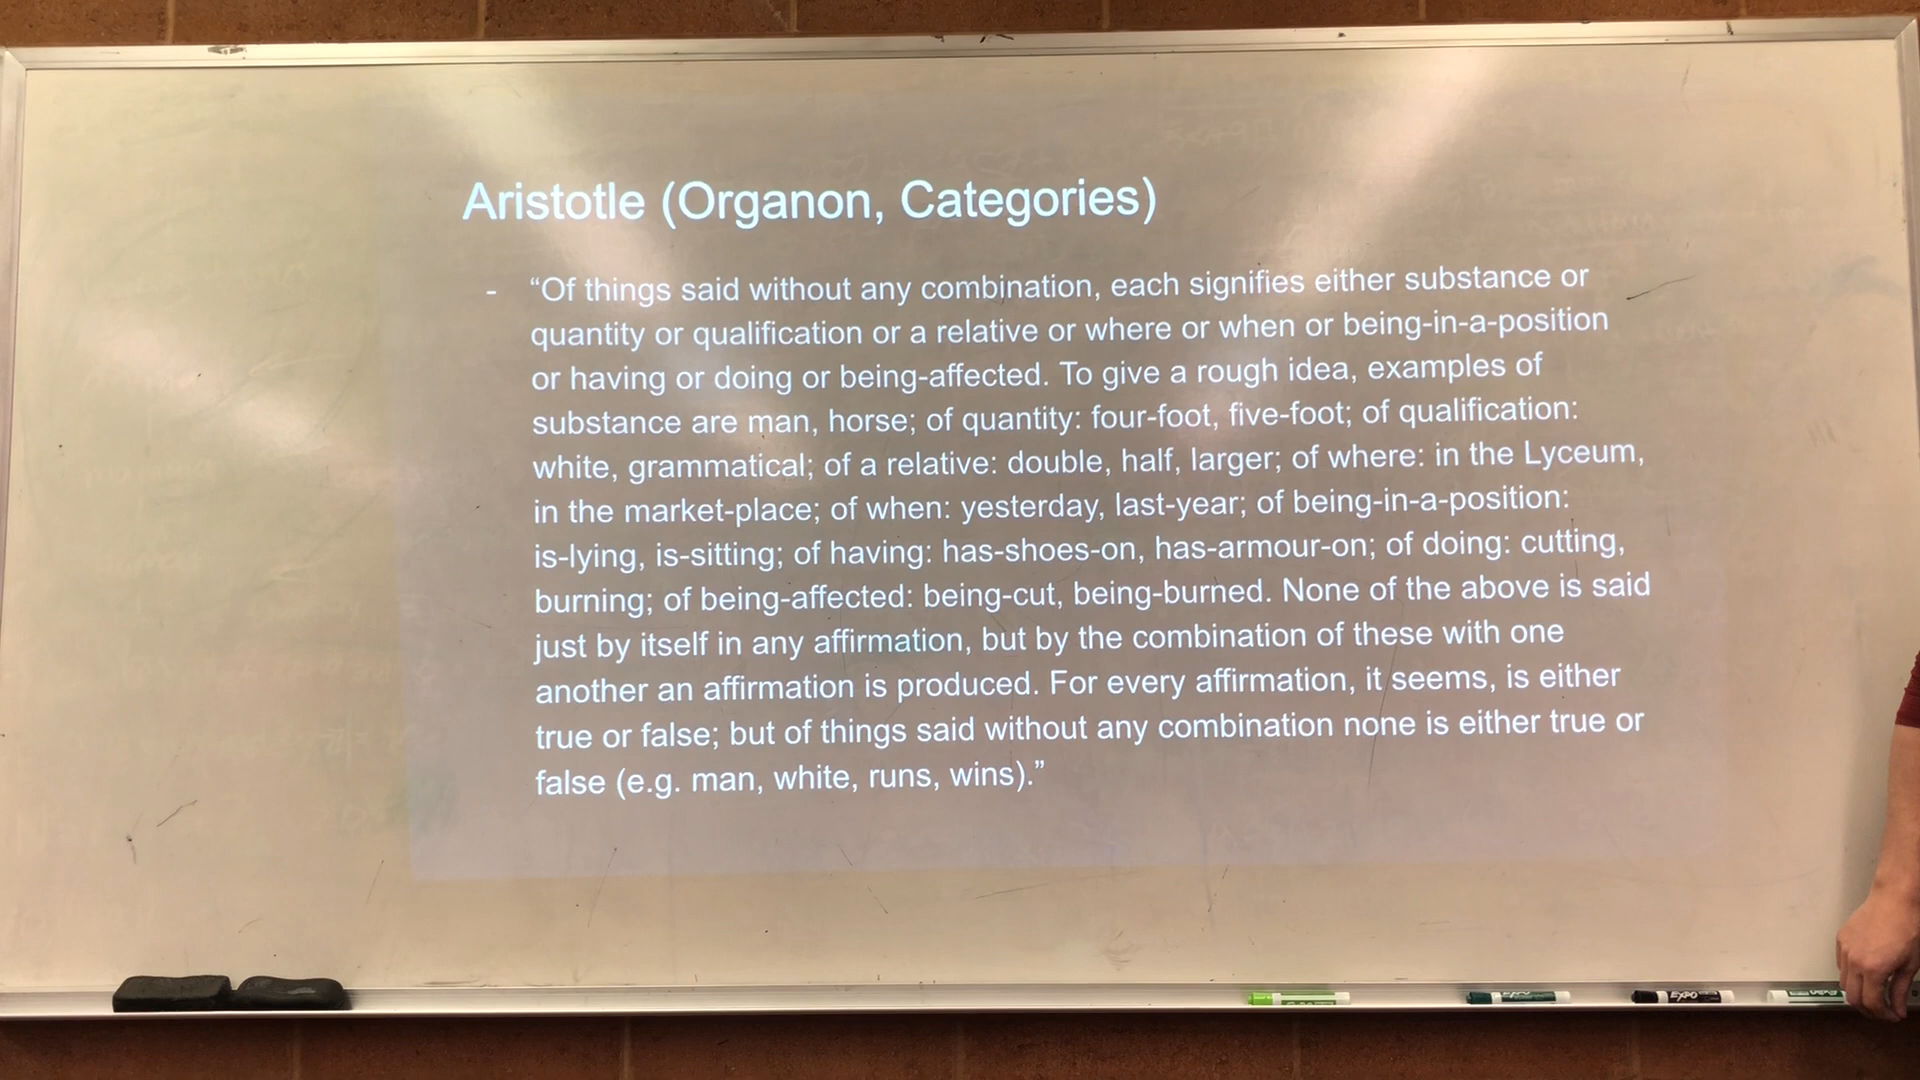 Aristotle (Organon, Categories)
- “Of things said without any combination, each signifies either substance or
quantity or qualification or a relative or where or when or being-in-a-position
or having or doing or being-affected. To give a rough idea, examples of
substance are man, horse; of quantity: four-foot, five-foot; of qualification:
white, grammatical; of a relative: double, half, larger; of where: in the Lyceum,
in the market-place; of when: yesterday, last-year; of being-in-a-position:
is-lying, is-sitting; of having: has-shoes-on, has-armour-on; of doing: cutting,
burning; of being-affected: being-cut, being-burned. None of the above is said
just by itself in any affirmation, but by the combination of these with one
another an affirmation is produced. For every affirmation, it seems, is either
true or false; but of things said without any combination none is either true or
false (e.g. man, white, runs, wins).”
EXPO
EXPO